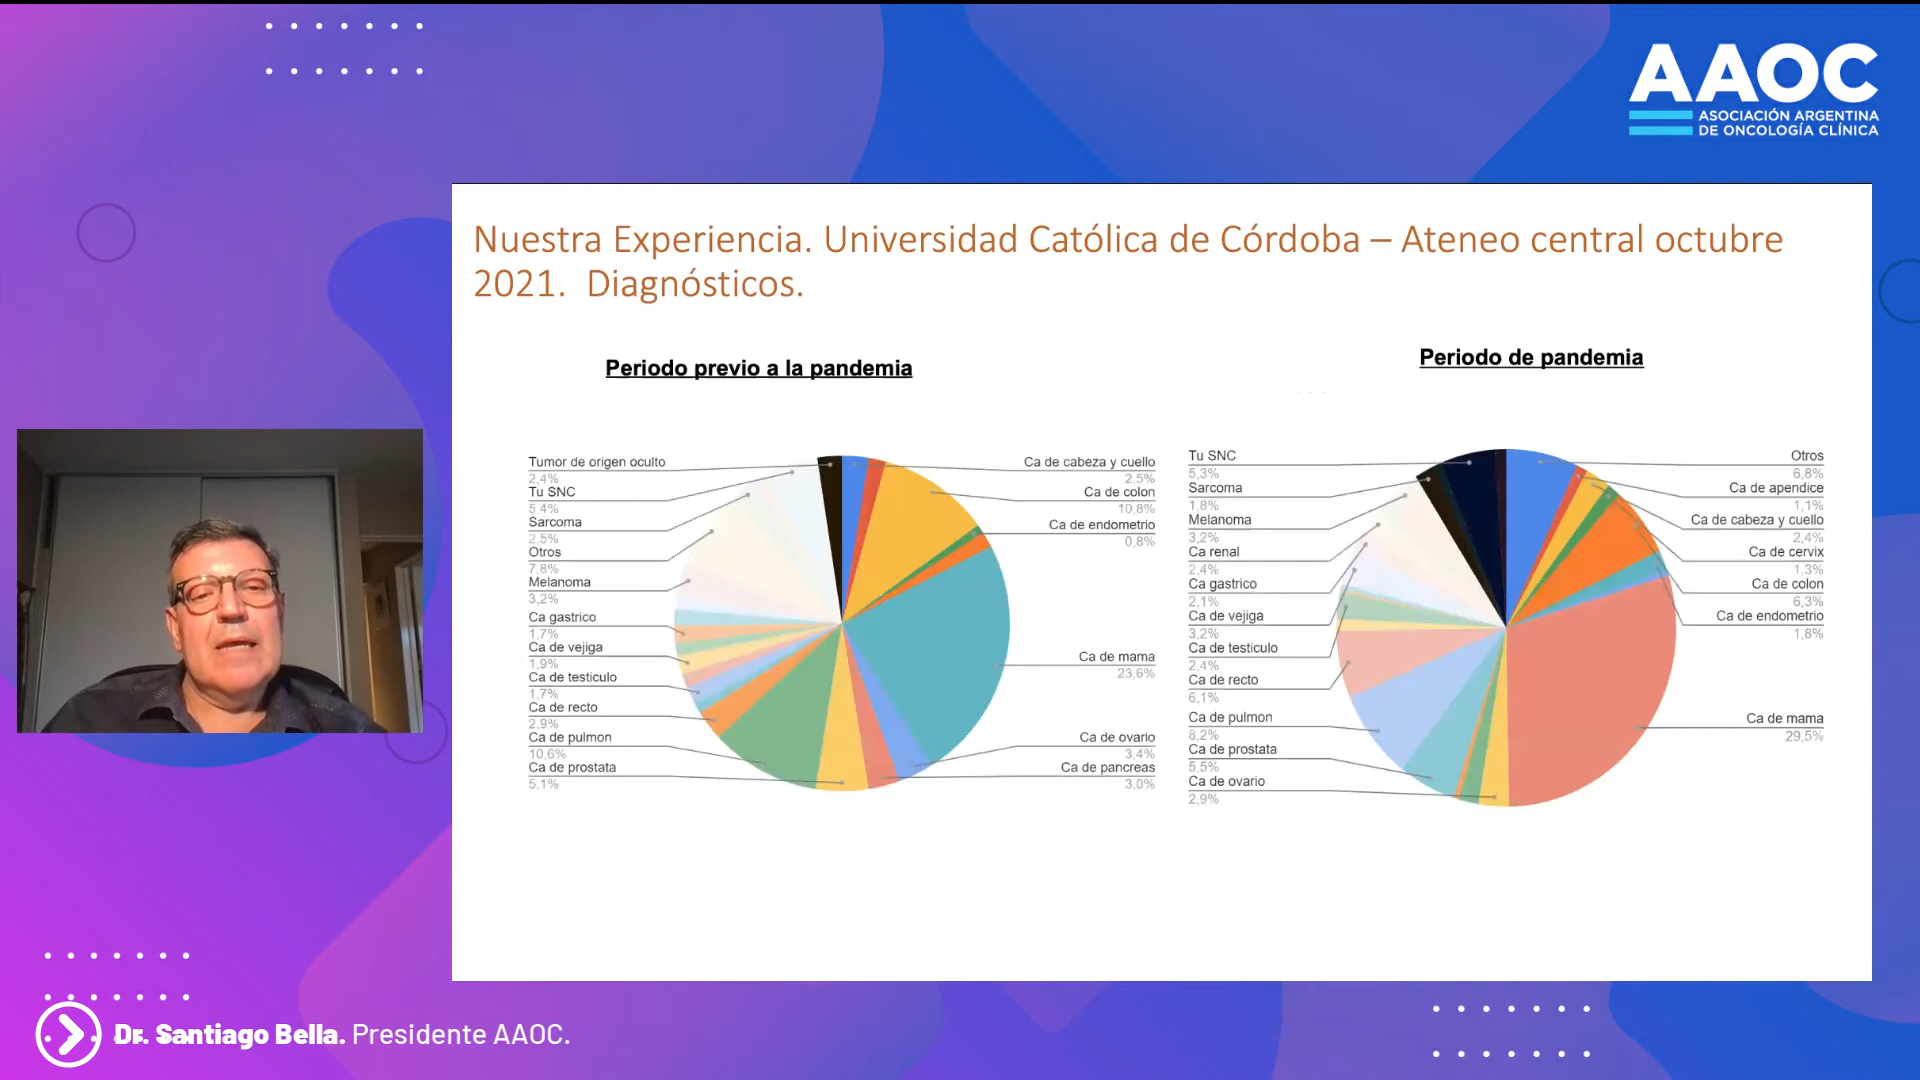 AAOC
ASOCIACIÓN ARGENTINA
DE ONCOLOGÍA CLÍNICA
Nuestra Experiencia. Universidad Católica de Córdoba – Ateneo central octubre
2021.  Diagnósticos.
Periodo previo a la pandemia
Tumor de origen oculto
2,4%
Tu SNC
5,4%
Sarcoma
2,5%
Otros
7,8%
Melanoma
3,2%
Ca gastrico
1,7%
Ca de vejiga
1,9%
Ca de testiculo
1,7%
Ca de recto
2,9%
Ca de pulmon
10,6%
Ca de prostata
5,1%
Ca de cabeza y cuello
2,5%
Ca de colon
10,8%
Ca de endometrio
0,8%
Ca de mama
23,6%
Ca de ovario
3,4%
Ca de pancreas
3,0%
Periodo de pandemia
Tu SNC
5,3%
Sarcoma
1,8%
Melanoma
3,2%
Ca renal
2,4%
Ca gastrico
2,1%
Ca de vejiga
3,2%
Ca de testiculo
2,4%
Ca de recto
6,1%
Ca de pulmon
8,2%
Ca de prostata
5,5%
Ca de ovario
2,9%
Otros
6,8%
Ca de apendice
1,1%
Ca de cabeza y cuello
2,4%
Ca de cervix
1,3%
Ca de colon
6,3%
Ca de endometrio
1,8%
Ca de mama
29,5%
Dr. Santiago Bella. Presidente AAOC.